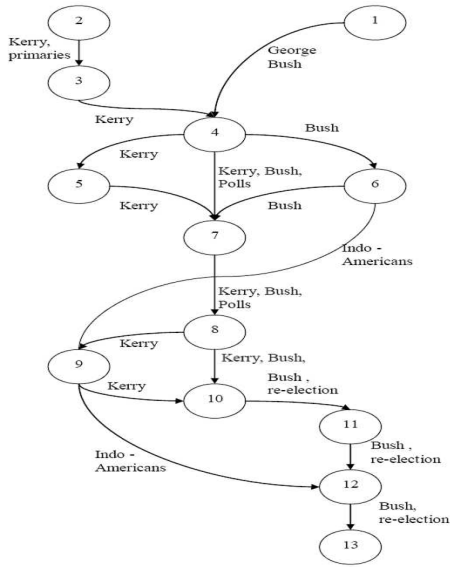 2
1
Kerry,
primaries
George
Bush
3
Kerry
4
Bush
Kerry
Kerry, Bush,
Polls
5
6
Kerry
Bush
7
Indo -
Americans
Kerry, Bush,
Polls
8
Kerry
Kerry, Bush,
9
Bush ,
re-election
Kerry
10
11
Indo -
Americans
Bush ,
re-election
12
Bush,
re-election
13